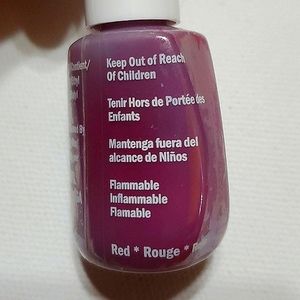 Keep Out of Reach
Of Children
Tenir Hors de Portée des
Enfants
Mantenga fuera del
alcance de NIños
Flammable
Inflammable
Flamable
Red * Rouge *